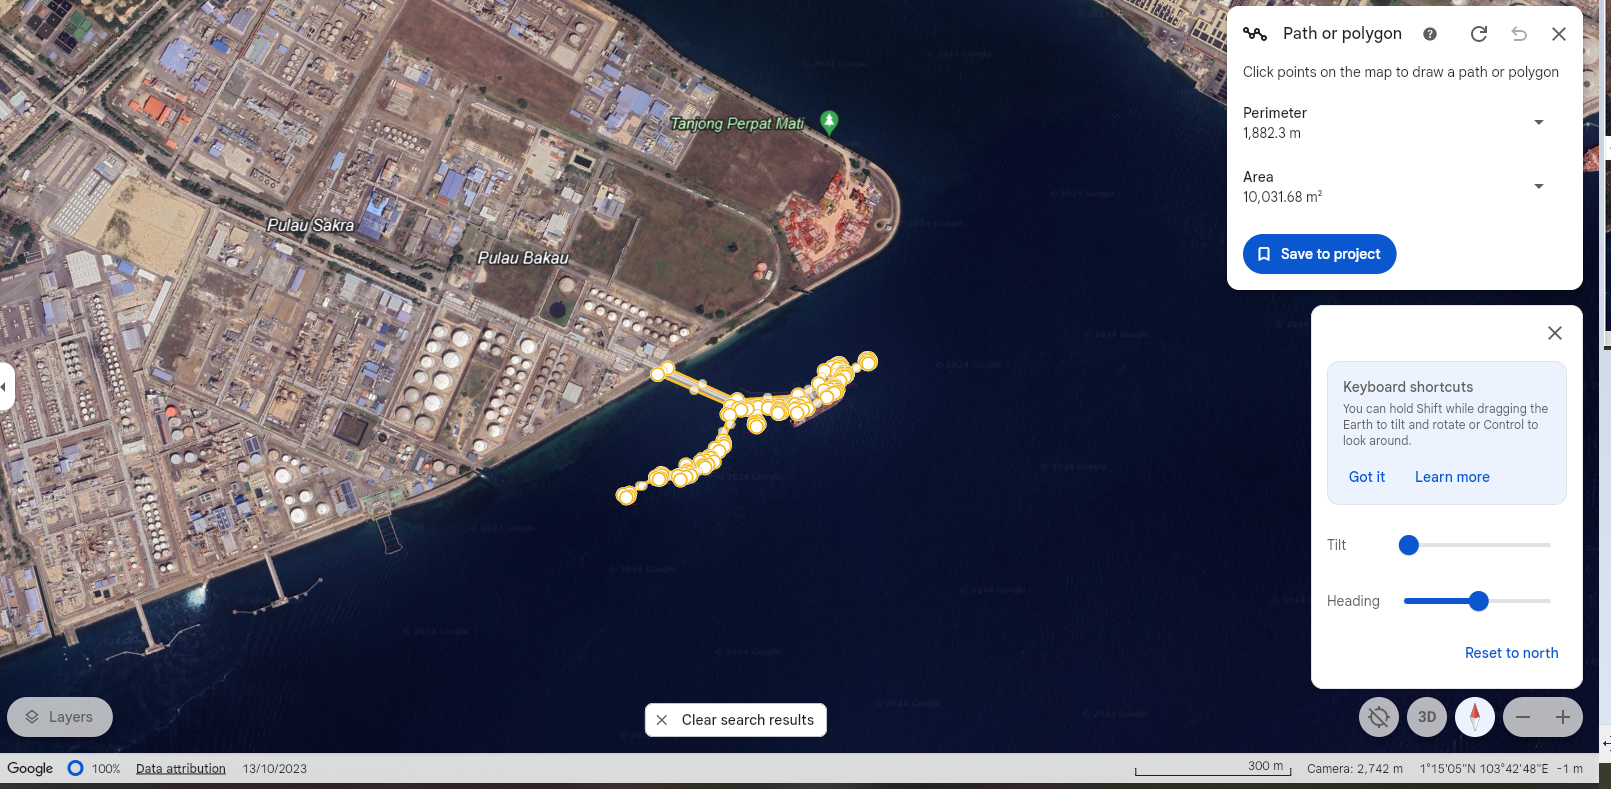 Tanjong Perpat Mati
Pulau Sakra
Pulau Bakau
Path or polygon
Click points on the map to draw a path or polygon
Perimeter
1,882.3 m
Area
10,031.68 m²
Save to project
Keyboard shortcuts
You can hold Shift while dragging the
Earth to tilt and rotate or Control to
look around.
Got it
Learn more
Tilt
Heading
Reset to north
Layers
Clear search results
3D
Google
100%
Data attribution
13/10/2023
300 m
Camera: 2,742 m
1°15'05"N 103°42'48"E
-1 m